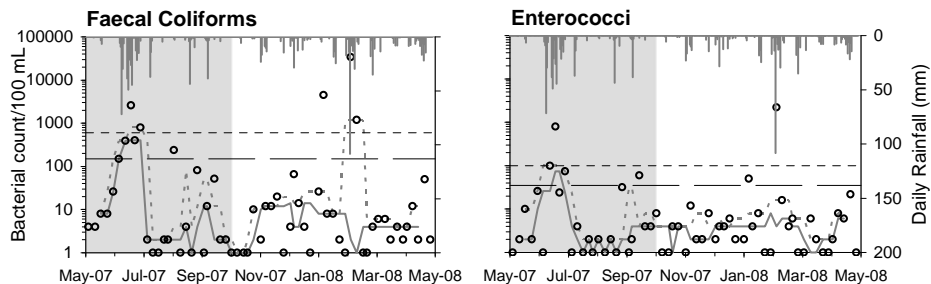 Faecal Coliforms
Enterococci
Bacterial count/100 mL
100000
10000
1000
100
10
1
May-07 Jul-07 Sep-07 Nov-07 Jan-08 Mar-08 May-08
May-07 Jul-07 Sep-07 Nov-07 Jan-08 Mar-08 May-08
0
50
100
150
200
Daily Rainfall (mm)